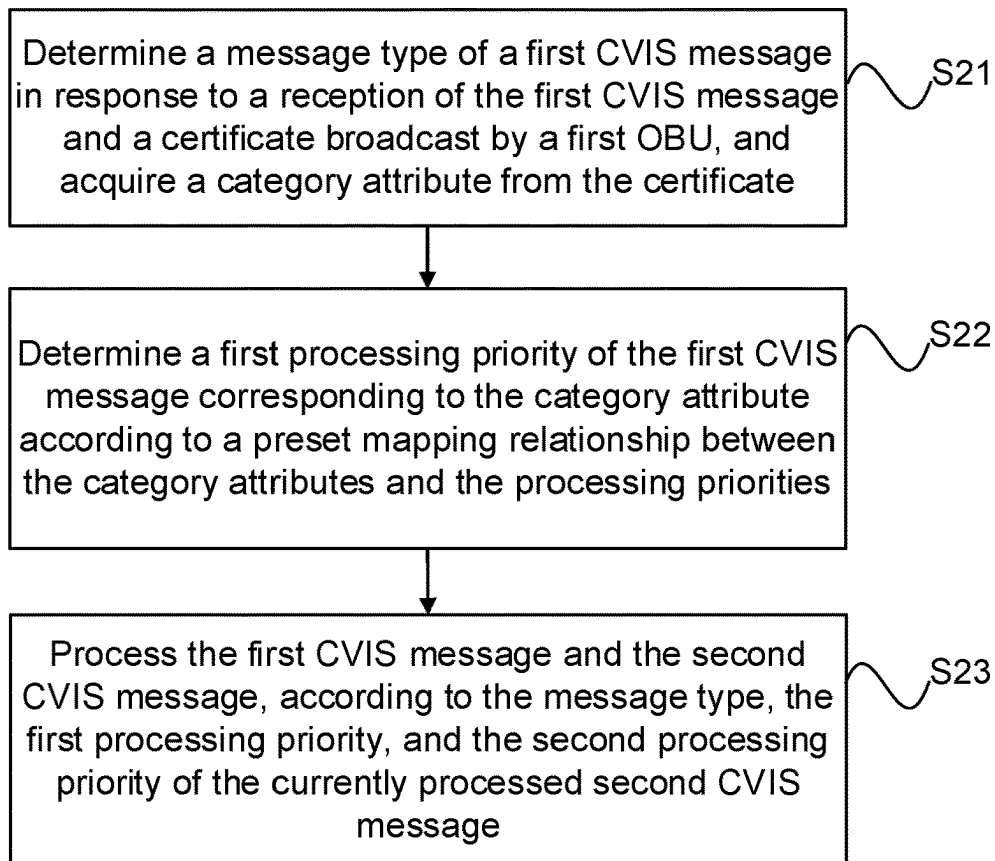 Determine a message type of a first CVIS message
in response to a reception of the first CVIS message
and a certificate broadcast by a first OBU, and
acquire a category attribute from the certificate
S21
Determine a first processing priority of the first CVIS
message corresponding to the category attribute
according to a preset mapping relationship between
the category attributes and the processing priorities
S22
Process the first CVIS message and the second
CVIS message, according to the message type, the
first processing priority, and the second processing
priority of the currently processed second CVIS
message
S23